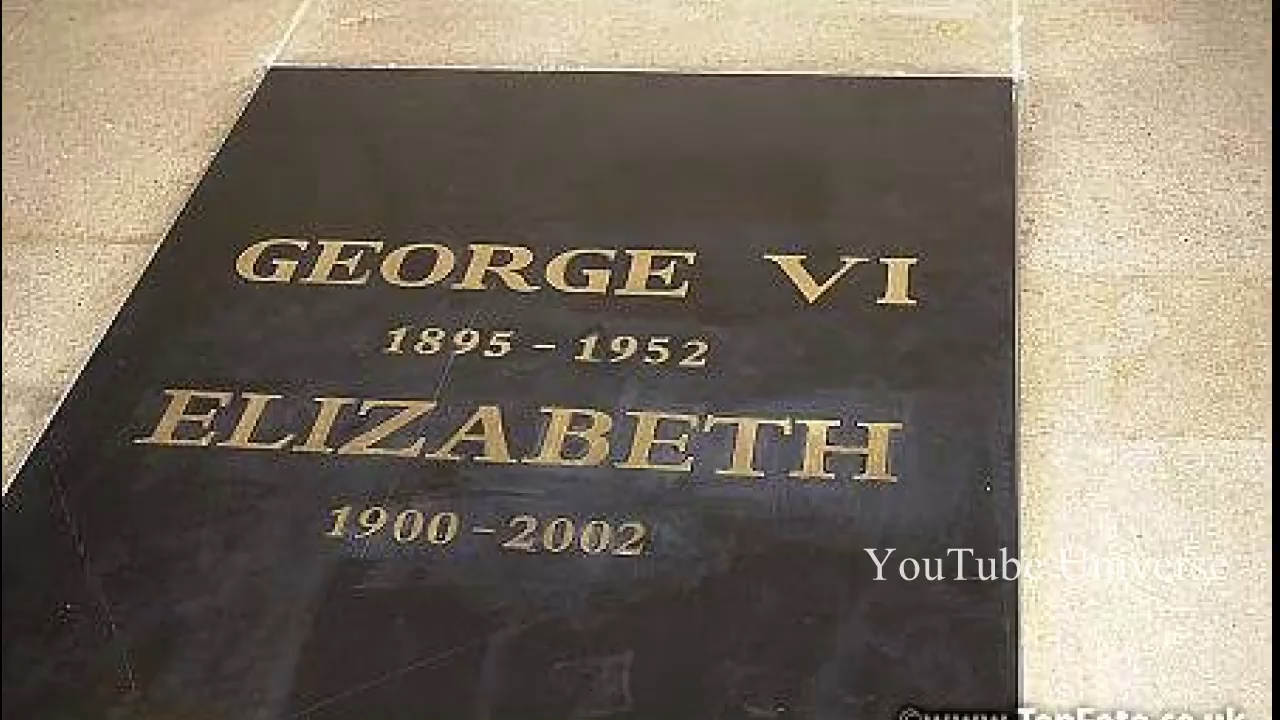 GEORGE VI
1895 - 1952
ELIZABETH
1900 - 2002
YouTube Universe